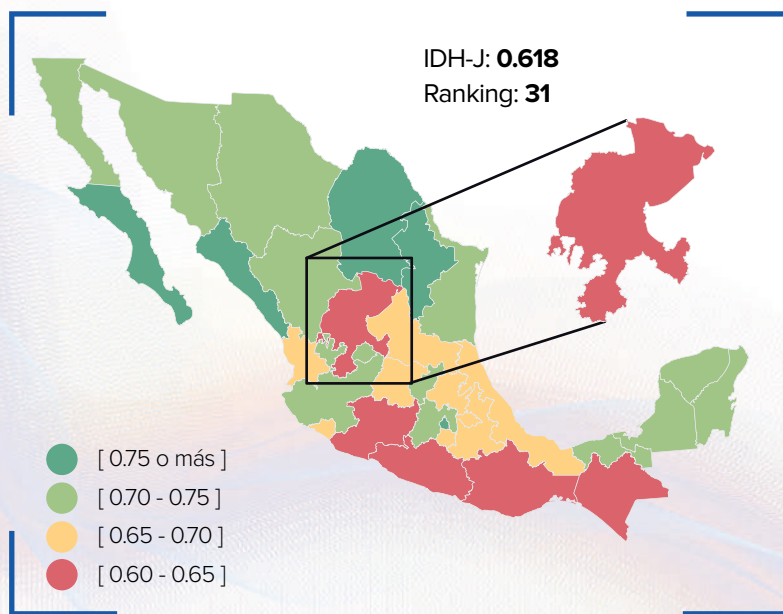 IDH-J: 0.618
Ranking: 31
[ 0.75 o más ]
[ 0.70 - 0.75 ]
[ 0.65 - 0.70 ]
[ 0.60 - 0.65 ]